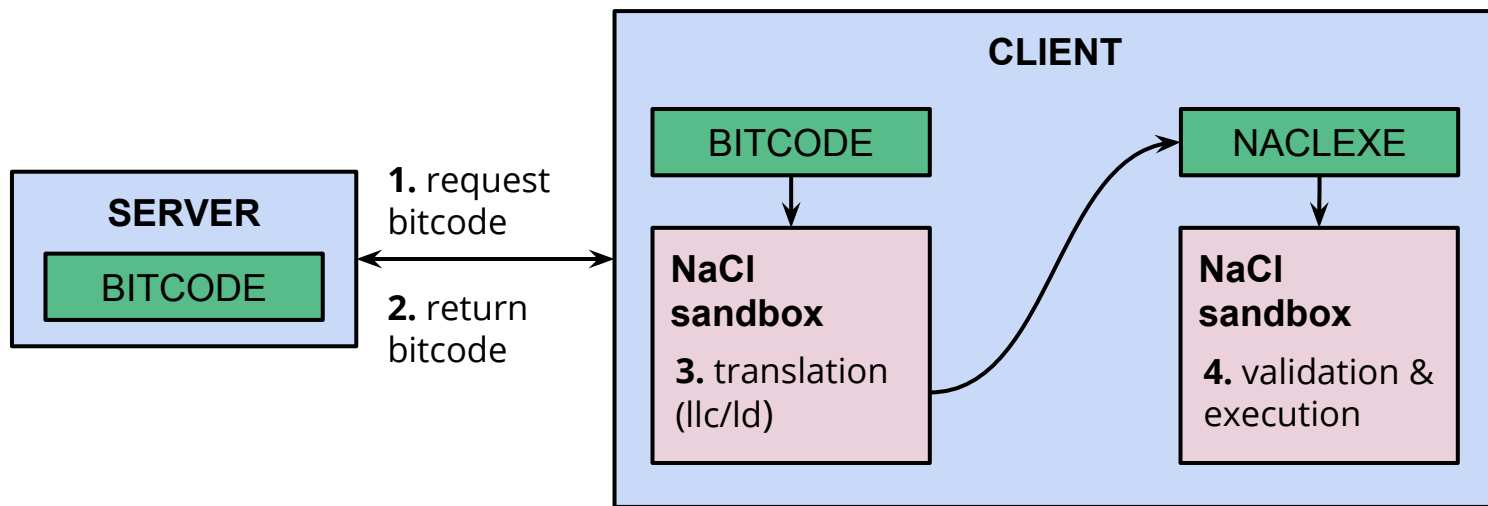 SERVER
BITCODE
1. request
bitcode
2. return
bitcode
CLIENT
BITCODE
NaCl
sandbox
3. translation
(llc/ld)
NACLEXE
NaCl
sandbox
4. validation &
execution